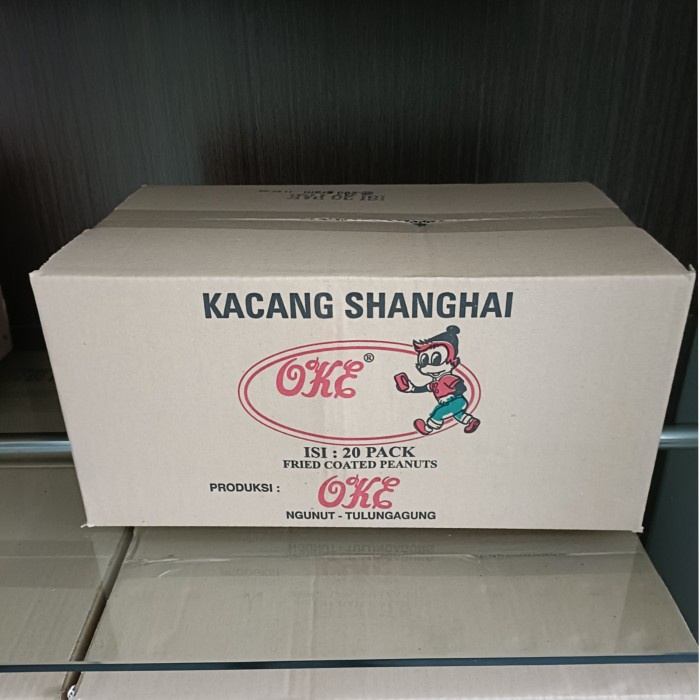 KACANG SHANGHAI
OKE®
ISI : 20 PACK
FRIED COATED PEANUTS
PRODUKSI :
OKE
NGUNUT - TULUNGAGUNG